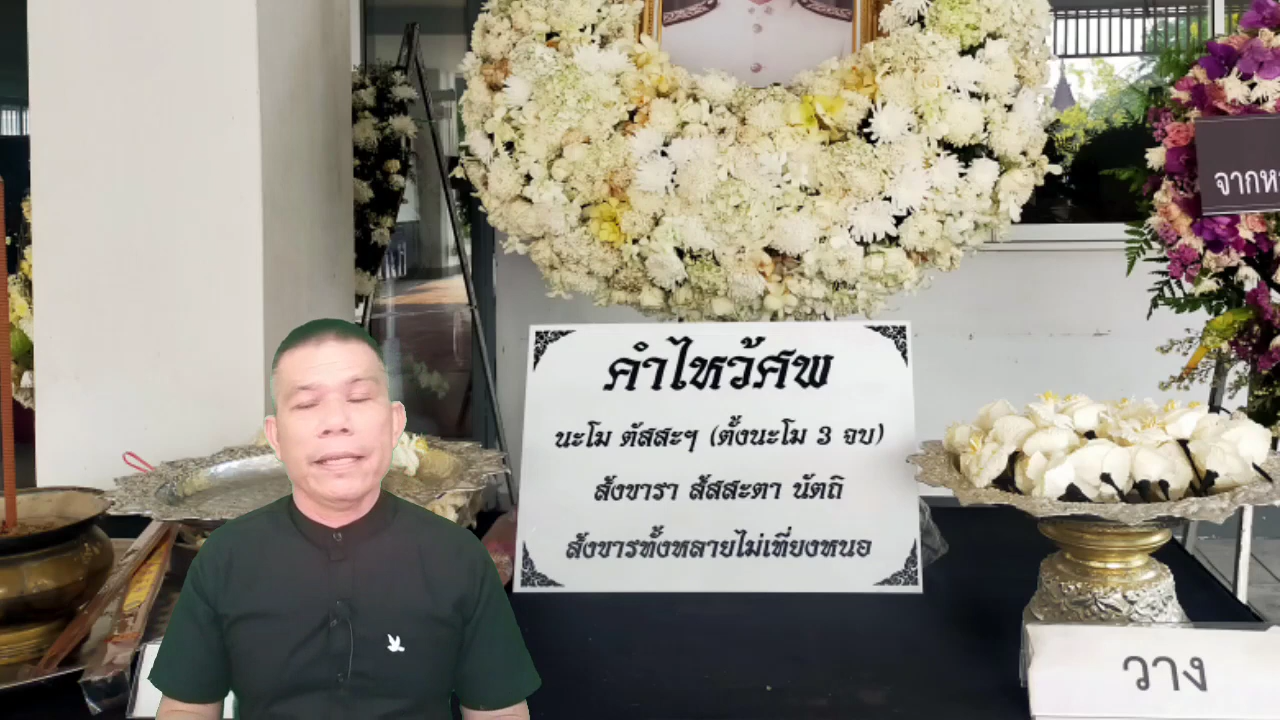 คำไหว้ศพ
นะโม ตัสสะฯ (ตั้งนะโม 3 จบ)
สังขารา สัสสะตา นัตถิ
สังขารทั้งหลายไม่เที่ยงหนอ
วาง